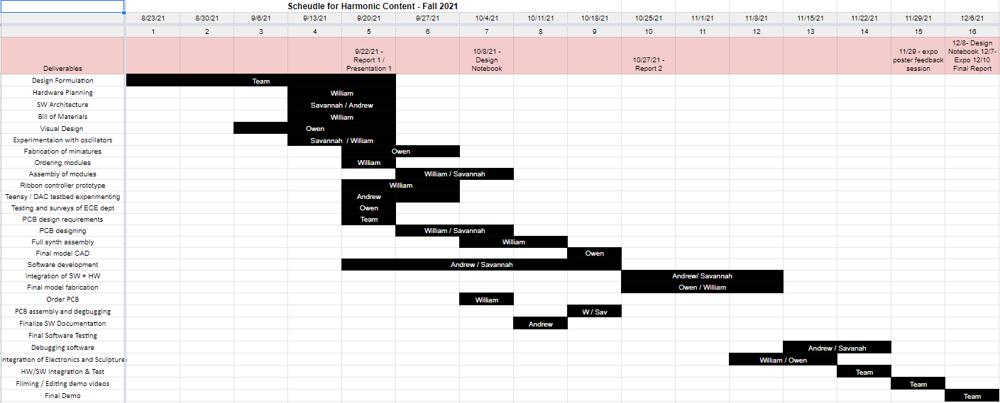 Scheudle for Harmonic Content - Fall 2021
8/23/21 8/30/21 9/6/21 9/13/21 9/20/21 9/27/21 10/4/21 10/11/21 10/18/21 10/25/21 11/1/21 11/8/21 11/15/21 11/22/21 11/29/21 12/6/21
1 2 3 4 5 6 7 8 9 10 11 12 13 14 15 16
Deliverables
9/22/21 -
Report 1 /
Presentation 1
10/8/21 -
Design
Notebook
10/27/21 -
Report 2
11/29 - expo
poster feedback
session
12/8- Design
Notebook 12/7-
Expo 12/10
Final Report
Design Formulation Team
Hardware Planning William
SW Architecture Savannah / Andrew
Bill of Materials William
Visual Design Owen
Experimentaion with oscillators Savannah / William
Fabrication of miniatures Owen
Ordering modules William
Assembly of modules William / Savannah
Ribbon controller prototype William
Teensy / DAC testbed experimenting Andrew
Testing and surveys of ECE dept Owen
PCB design requirements Team
PCB designing William / Savannah
Full synth assembly William
Final model CAD Owen
Software development Andrew / Savannah
Integration of SW + HW Andrew/ Savannah
Final model fabrication Owen / William
Order PCB William
PCB assembly and degbugging W / Sav
Finalize SW Documentation Andrew
Final Software Testing
Debugging software Andrew / Savanah
Integration of Electronics and Sculpture William / Owen
HW/SW Integration & Test Team
Filming / Editing demo videos Team
Final Demo Team